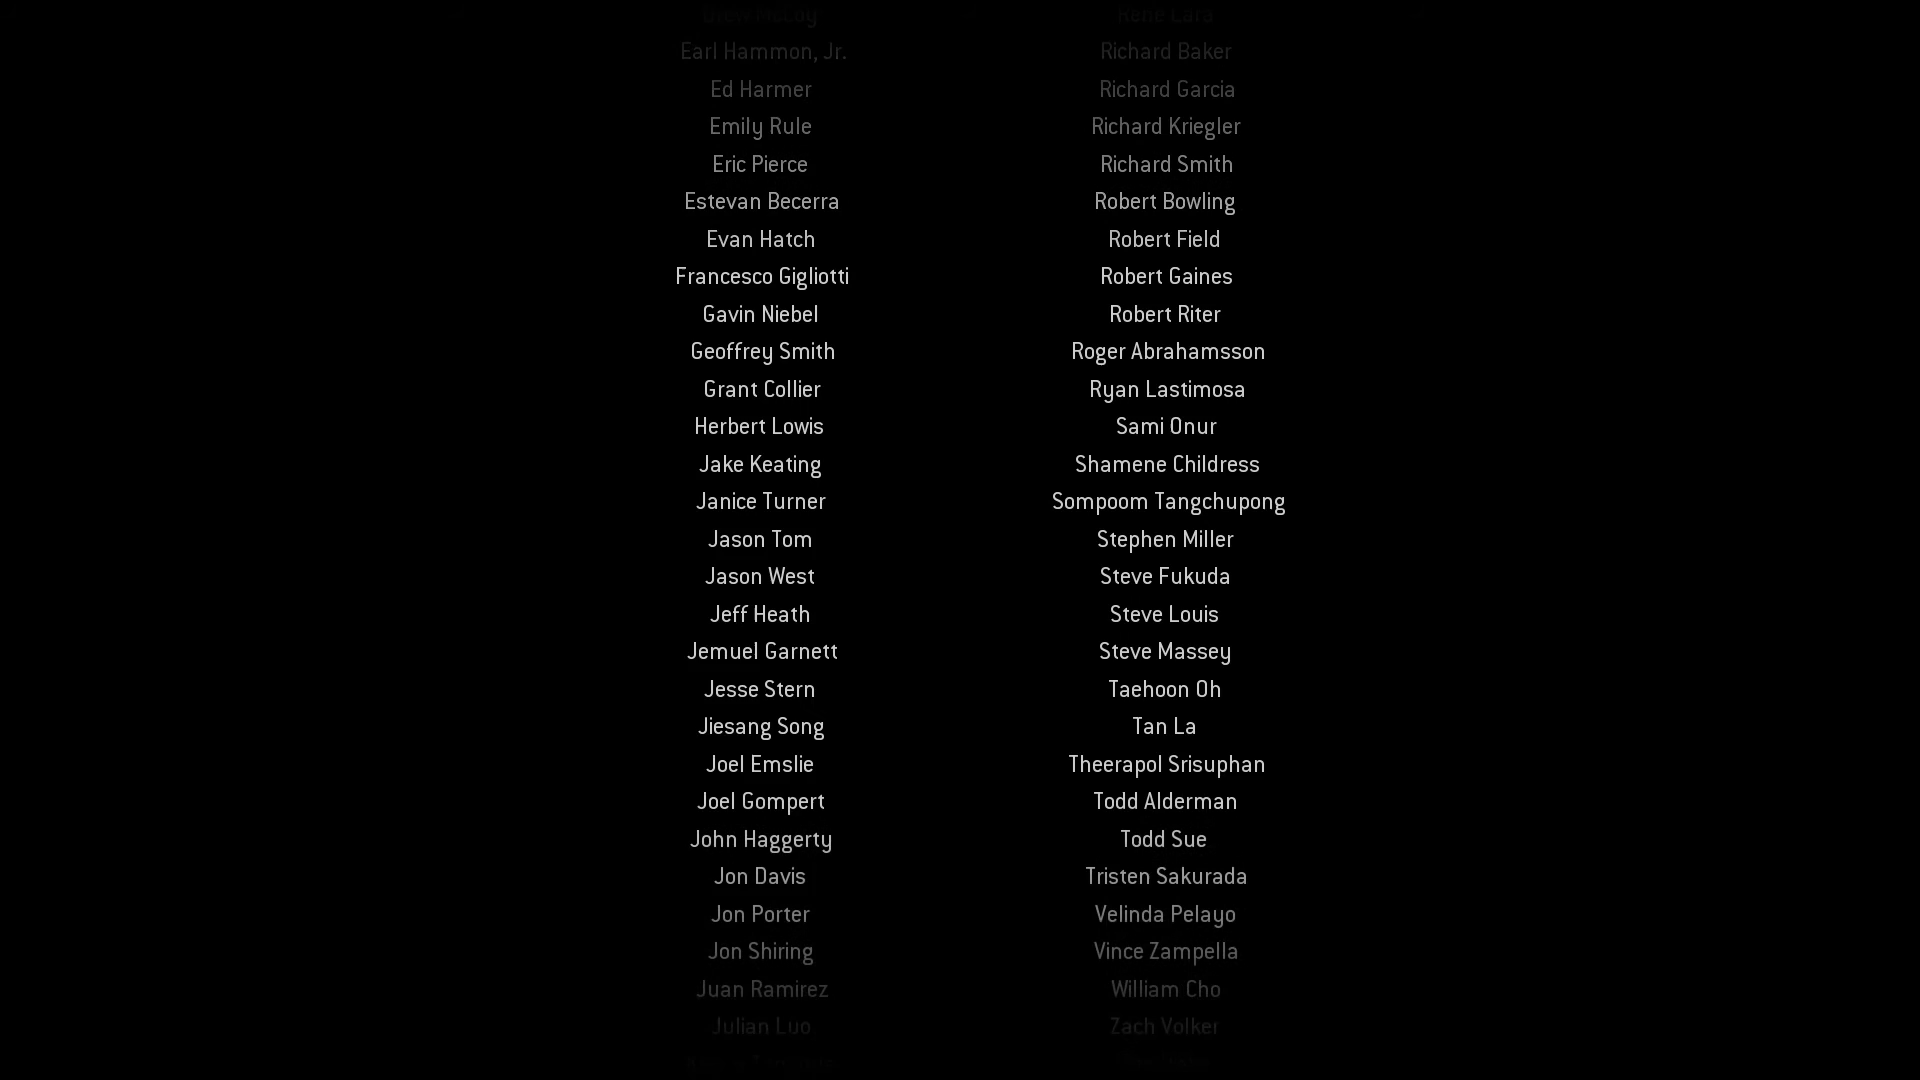 Drew McCoy
Earl Hammon, Jr.
Ed Harmer
Emily Rule
Eric Pierce
Estevan Becerra
Evan Hatch
Francesco Gigliotti
Gavin Niebel
Geoffrey Smith
Grant Collier
Herbert Lowis
Jake Keating
Janice Turner
Jason Tom
Jason West
Jeff Heath
Jemuel Garnett
Jesse Stern
Jiesang Song
Joel Emslie
Joel Gompert
John Haggerty
Jon Davis
Jon Porter
Jon Shiring
Juan Ramirez
Julian Luo
Rene Lara
Richard Baker
Richard Garcia
Richard Kriegler
Richard Smith
Robert Bowling
Robert Field
Robert Gaines
Robert Riter
Roger Abrahamsson
Ryan Lastimosa
Sami Onur
Shamene Childress
Sompoom Tangchupong
Stephen Miller
Steve Fukuda
Steve Louis
Steve Massey
Taehoon Oh
Tan La
Theerapol Srisuphan
Todd Alderman
Todd Sue
Tristen Sakurada
Velinda Pelayo
Vince Zampella
William Cho
Zach Volker